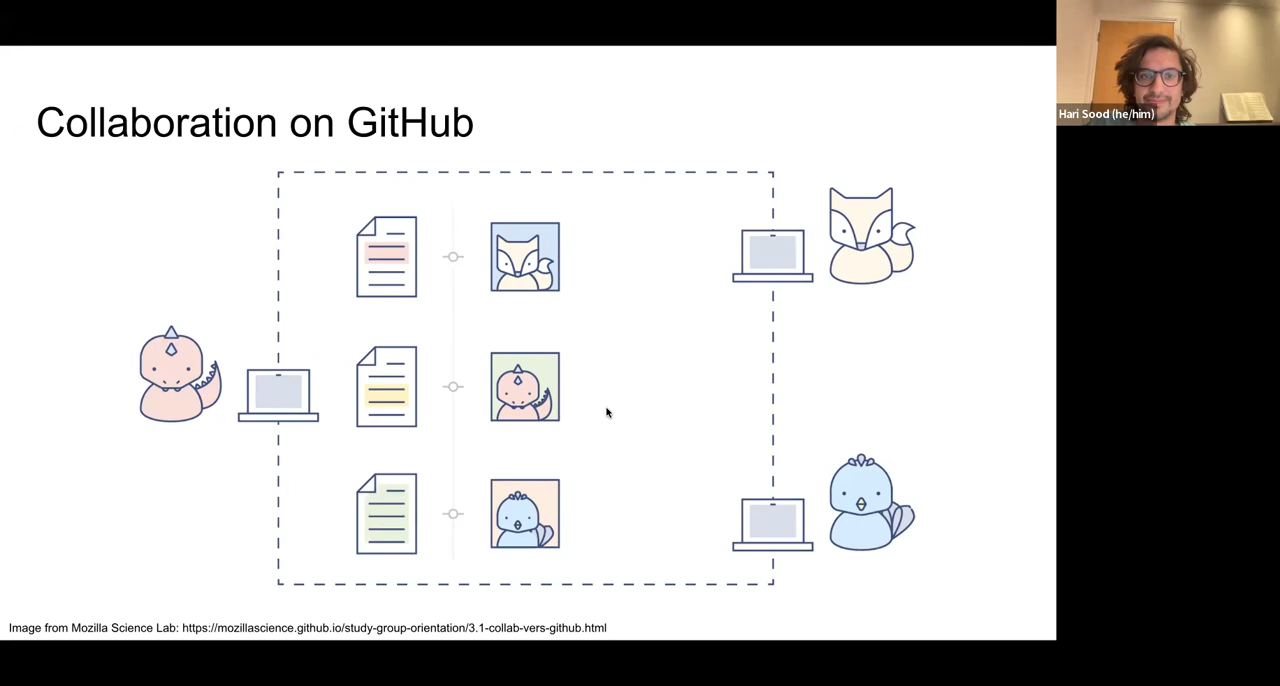 Collaboration on GitHub
Hari Sood (he/him)
Image from Mozilla Science Lab: https://mozillascience.github.io/study-group-orientation/3.1-collab-vers-github.html